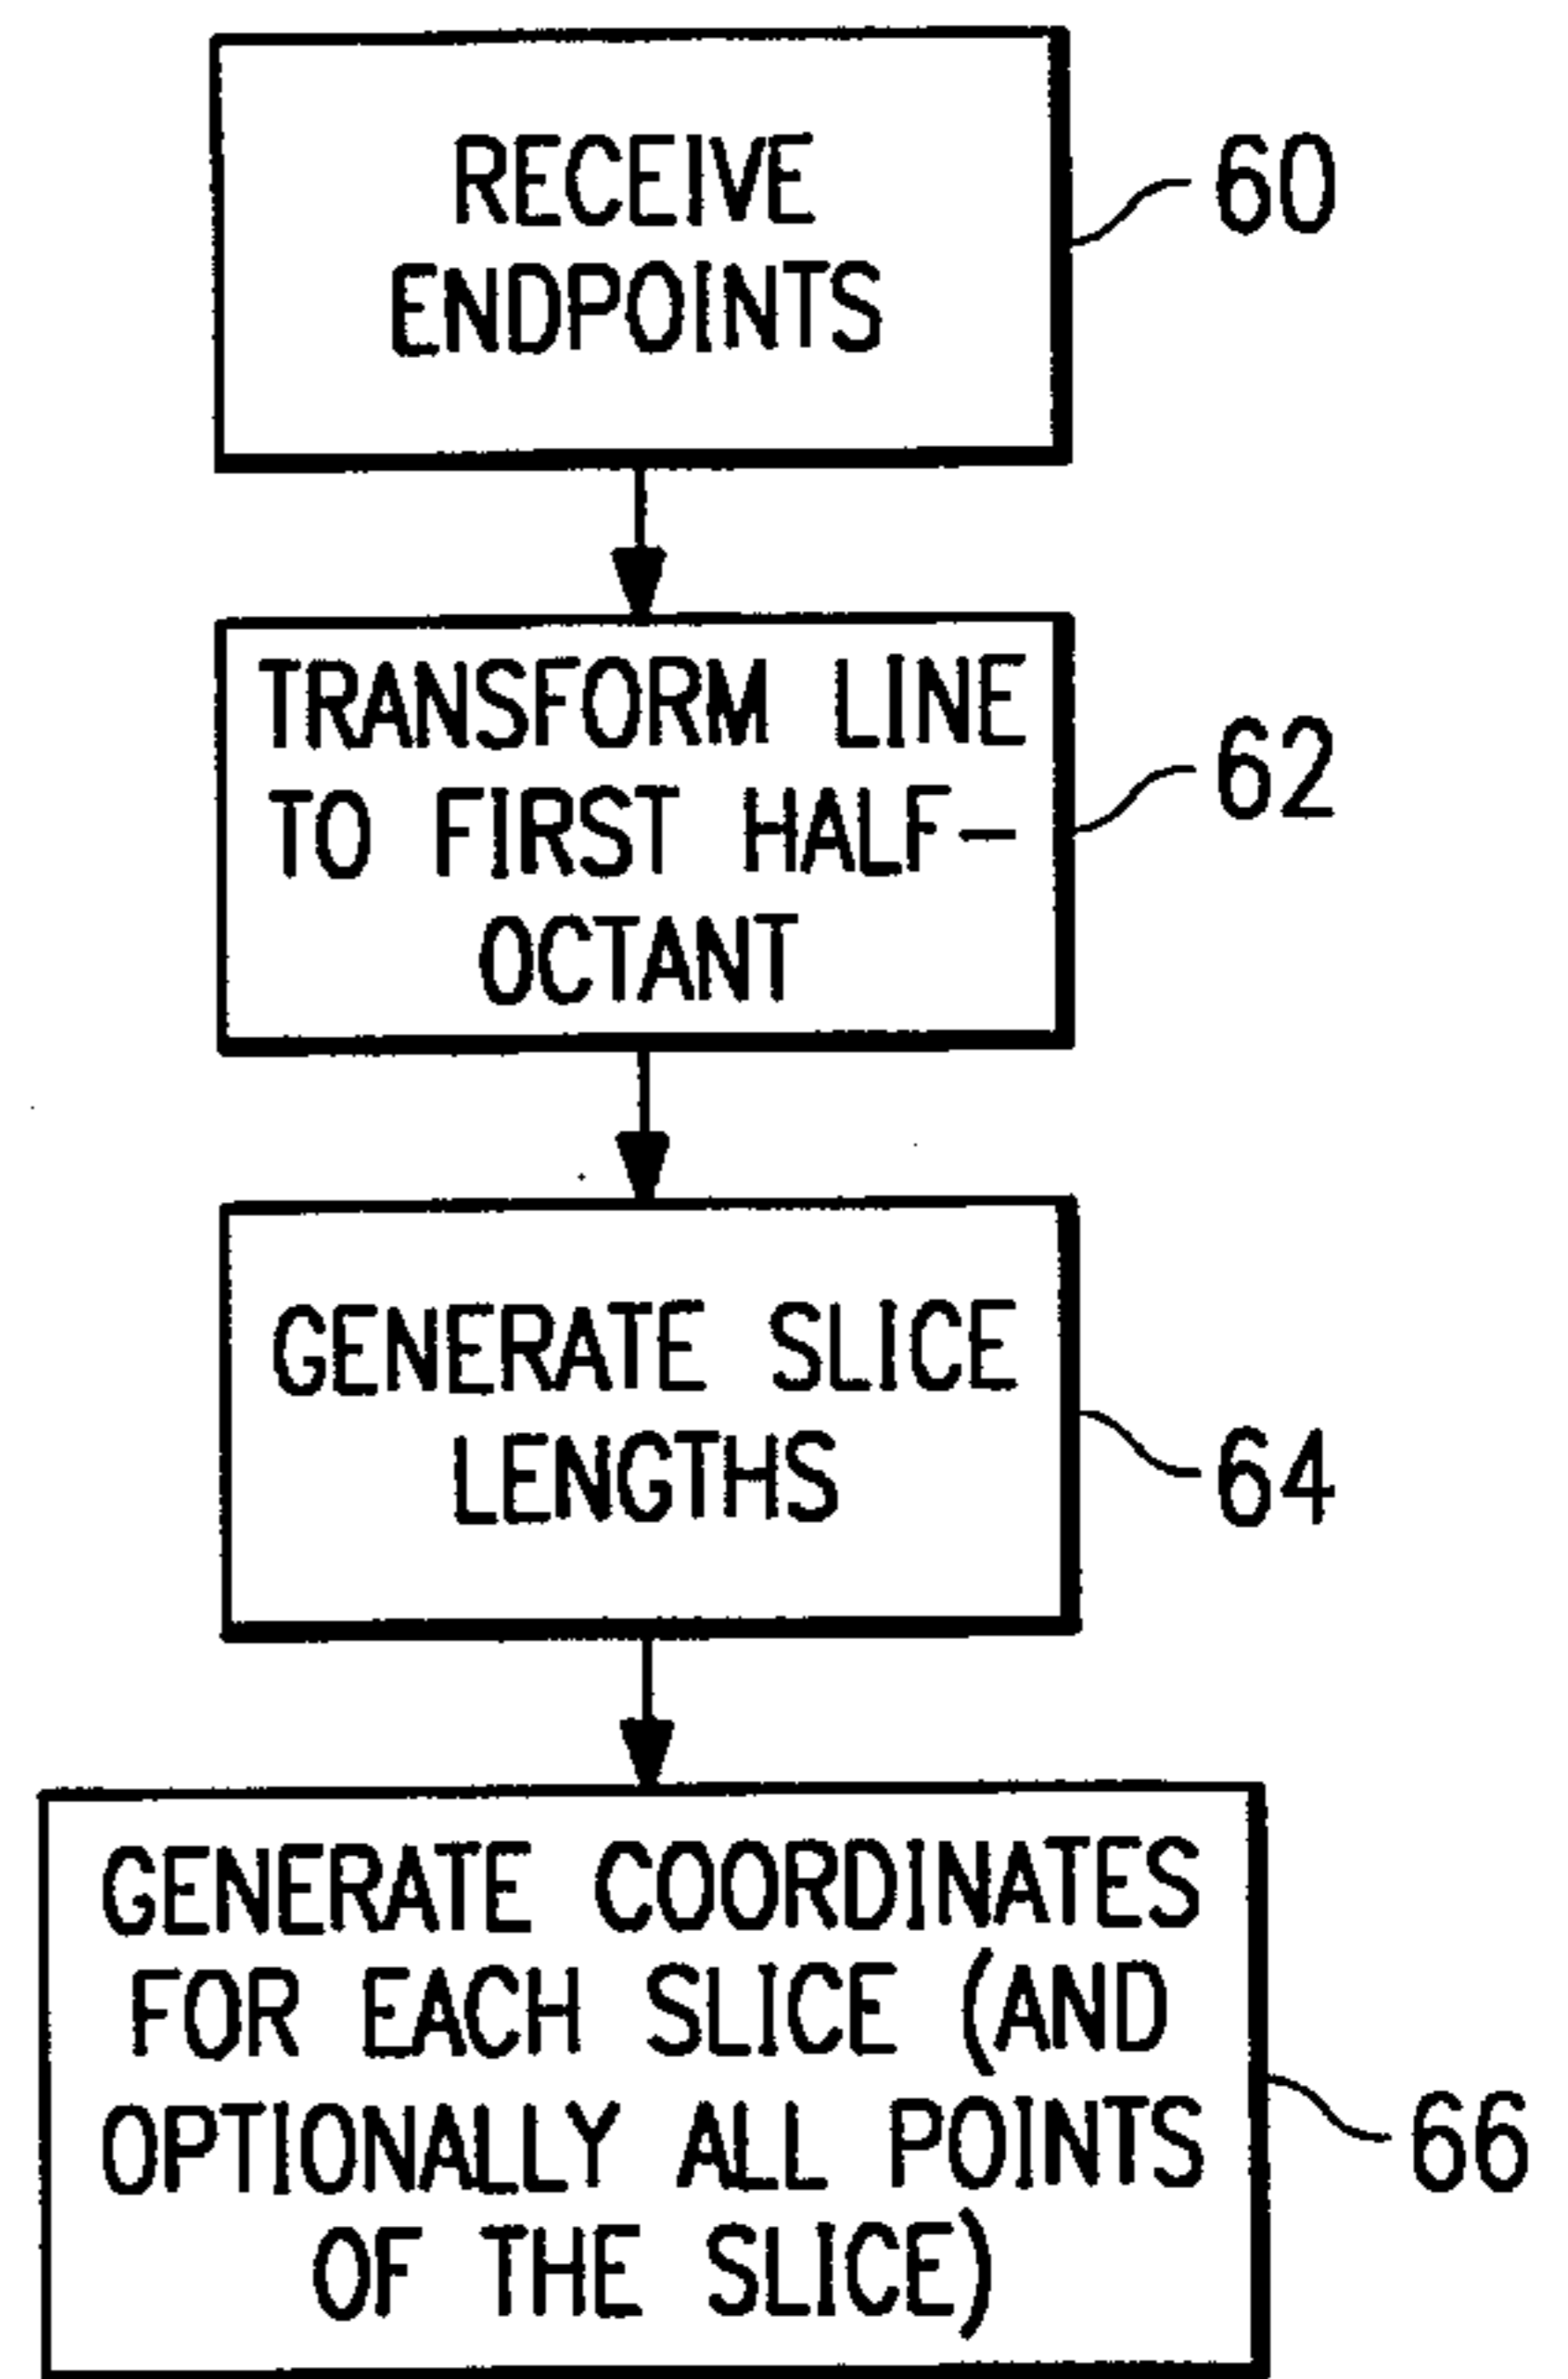 RECEIVE
ENDPOINTS
60
TRANSFORM LINE
TO FIRST HALF-
OCTANT
62
GENERATE SLICE
LENGTHS
64
GENERATE COORDINATES
FOR EACH SLICE (AND
OPTIONALLY ALL POINTS
OF THE SLICE)
66